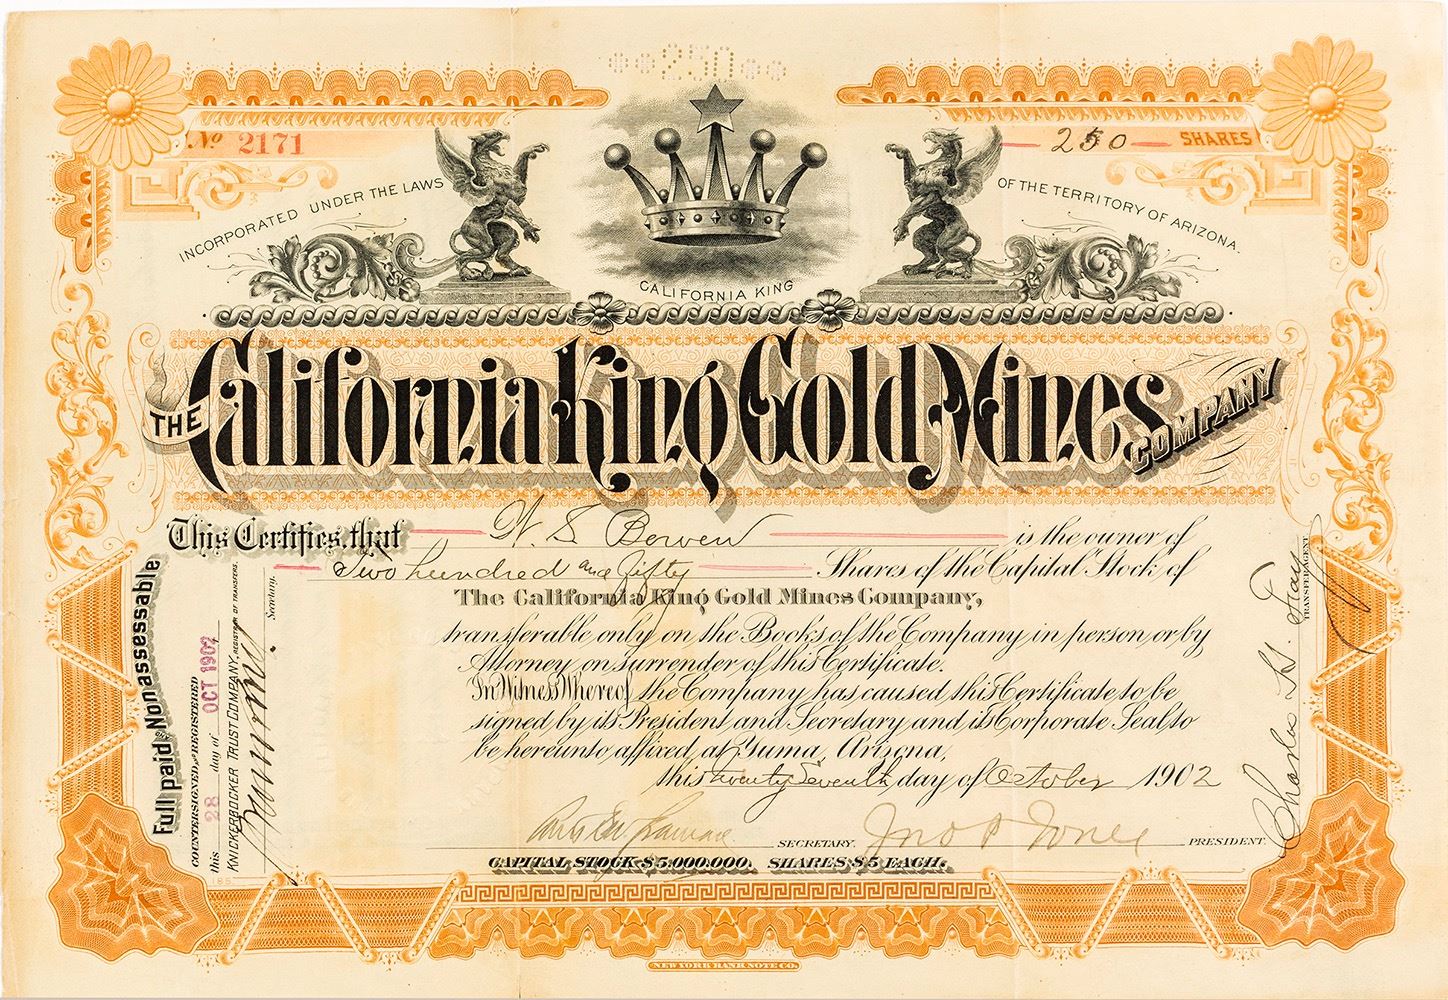 **250**
No 2171
250 SHARES
INCORPORATED UNDER THE LAWS
OF THE TERRITORY OF ARIZONA
CALIFORNIA KING
THE California King Gold Mines COMPANY
This Certifies that W. S. Bowen is the owner of
Two hundred and Fifty Shares of the Capital Stock of
The California King Gold Mines Company,
transferable only on the Books of the Company in person or by
Attorney on surrender of this Certificate.
In Witness Whereof the Company has caused this Certificate to be
signed by its President and Secretary and its Corporate Seal to
be hereunto affixed, at Yuma, Arizona,
this twenty seventh day of October 1902
SECRETARY.
Jno P Jones PRESIDENT.
CAPITAL STOCK $5,000,000. SHARES $5 EACH.
Full paid and Nonassessable
COUNTERSIGNED, and REGISTERED
this 28 day of OCT 1902
KNICKERBOCKER TRUST COMPANY, REGISTRAR OF TRANSFERS.
Secretary.
Charles H.
TRANSFER AGENT
NEW YORK BANK NOTE CO.